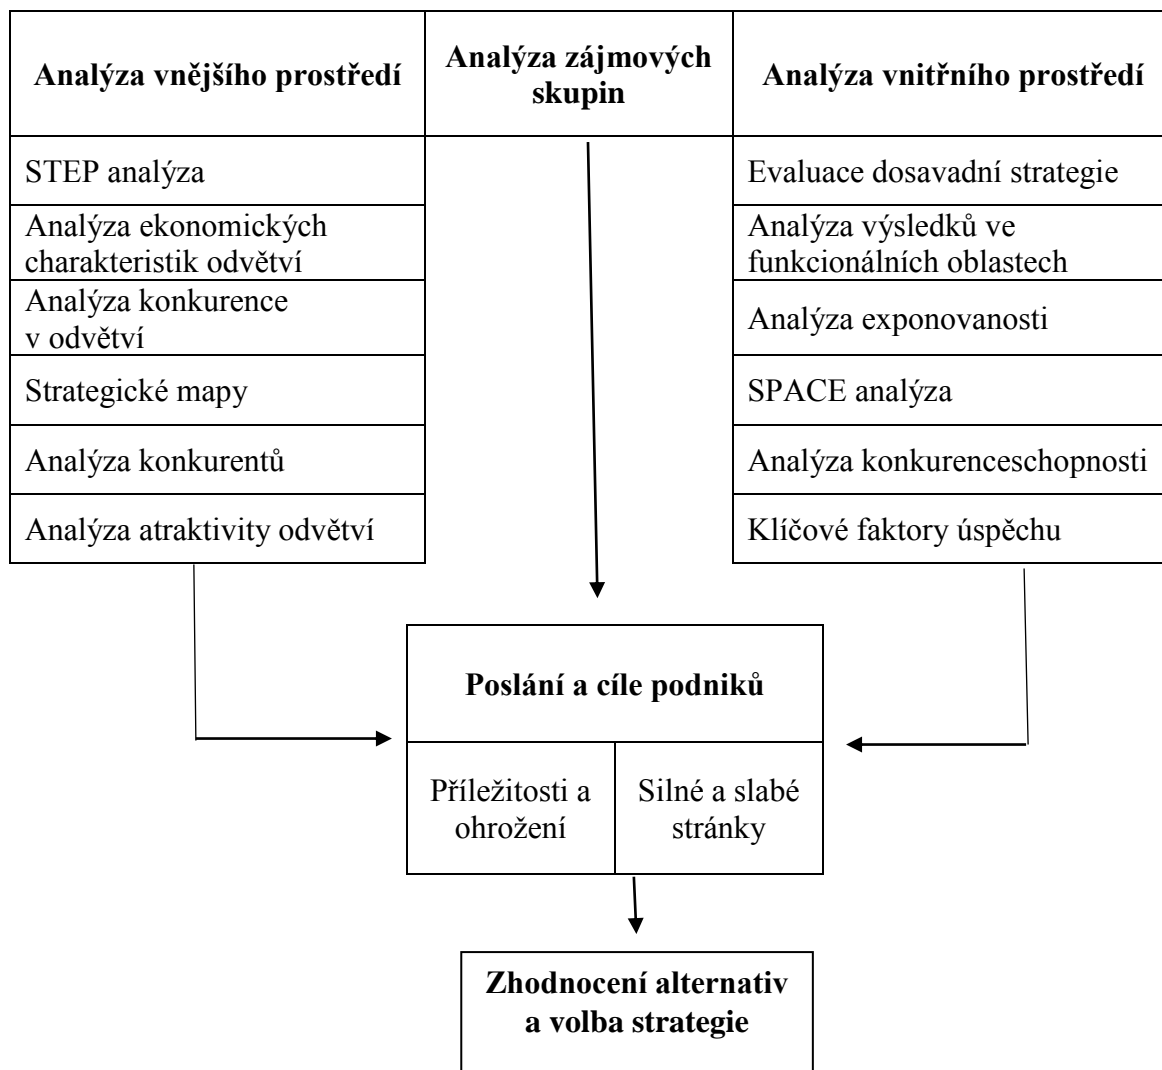 Analýza vnějšího prostředí
Analýza zájmových
skupin
Analýza vnitřního prostředí
STEP analýza
Evaluace dosavadní strategie
Analýza ekonomických
charakteristik odvětví
Analýza výsledků ve
funkcionálních oblastech
Analýza konkurence
v odvětví
Analýza exponovanosti
Strategické mapy
SPACE analýza
Analýza konkurentů
Analýza konkurenceschopnosti
Analýza atraktivity odvětví
Klíčové faktory úspěchu
Poslání a cíle podniků
Příležitosti a
ohrožení
Silné a slabé
stránky
Zhodnocení alternativ
a volba strategie